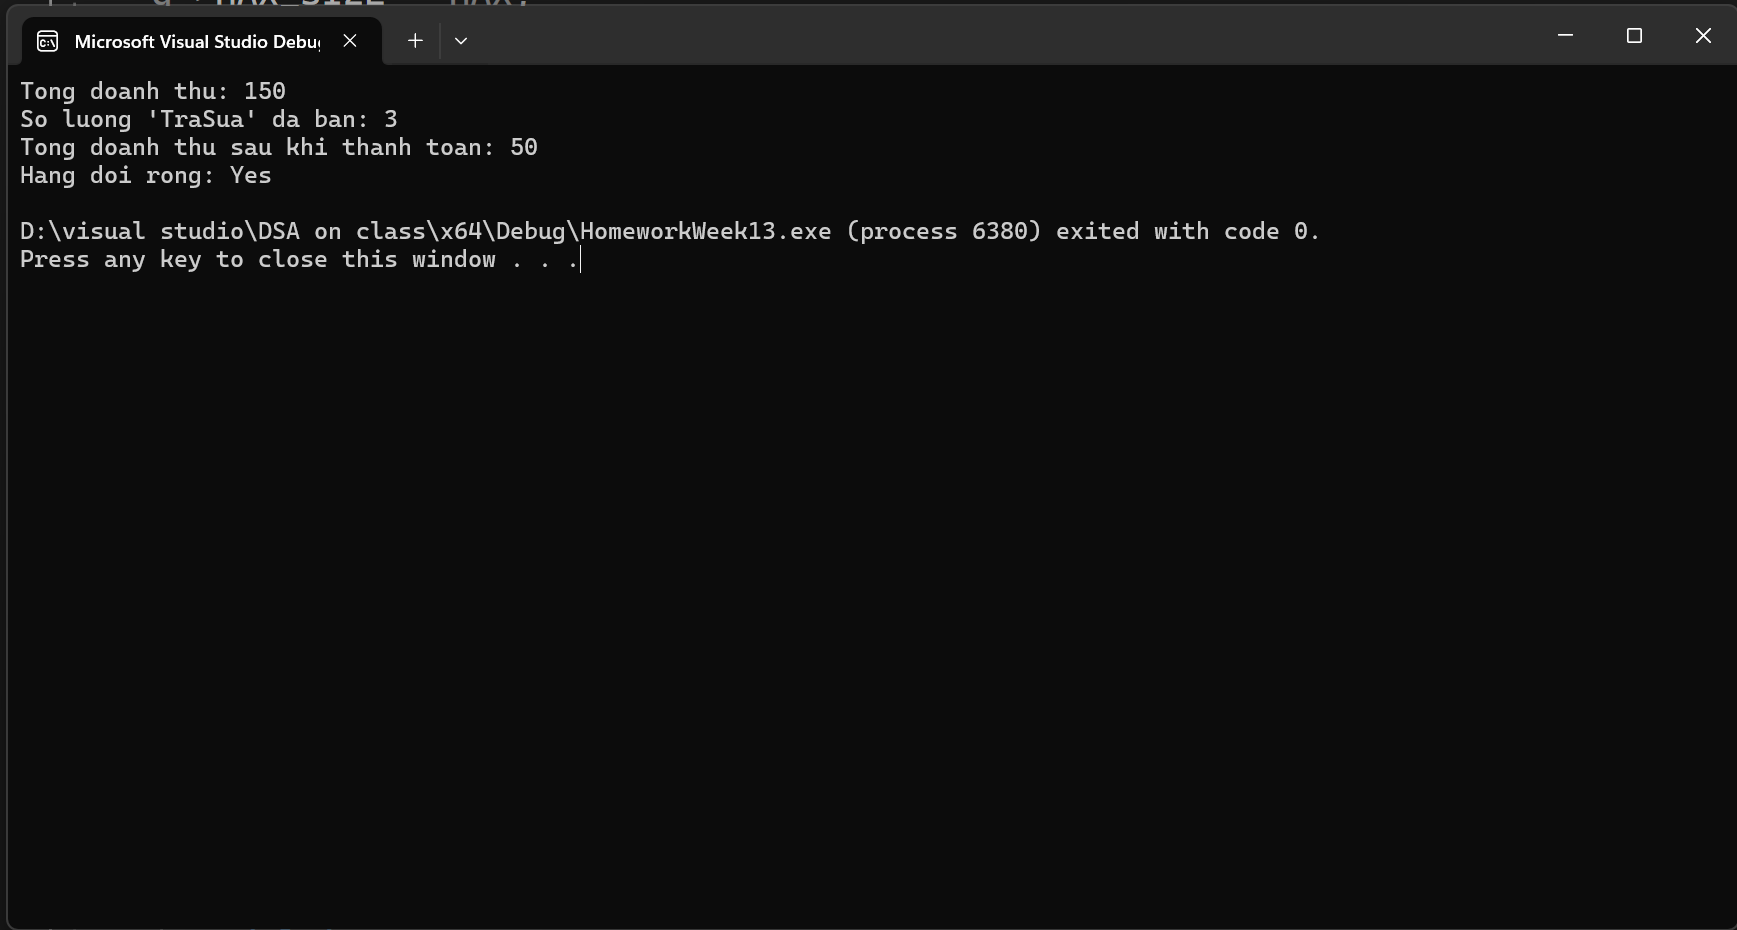 MAX_SIZE MAX;
Microsoft Visual Studio Debu
Tong doanh thu: 150
So luong 'TraSua' da ban: 3
Tong doanh thu sau khi thanh toan: 50
Hang doi rong: Yes
D:\visual studio\DSA on class\x64\Debug\HomeworkWeek13.exe (process 6380) exited with code 0.
Press any key to close this window . . .